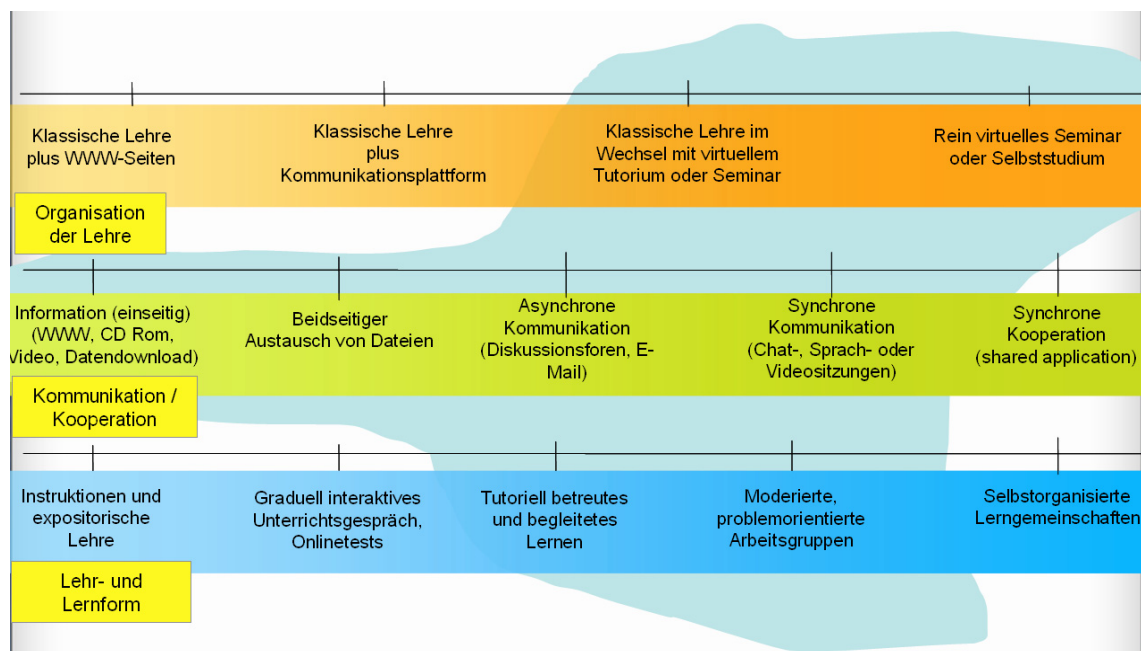 Klassische Lehre
plus WWW-Seiten
Klassische Lehre
plus
Kommunikationsplattform
Klassische Lehre im
Wechsel mit virtuellem
Tutorium oder Seminar
Rein virtuelles Seminar
oder Selbststudium
Organisation
der Lehre
Information (einseitig)
(WWW, CD Rom,
Video, Datendownload)
Beidseitiger
Austausch von Dateien
Asynchrone
Kommunikation
(Diskussionsforen, E-
Mail)
Synchrone
Kommunikation
(Chat-, Sprach- oder
Videositzungen)
Synchrone
Kooperation
(shared application)
Kommunikation /
Kooperation
Instruktionen und
expositorische
Lehre
Graduell interaktives
Unterrichtsgespräch,
Onlinetests
Tutoriell betreutes
und begleitetes
Lernen
Moderierte,
problemorientierte
Arbeitsgruppen
Selbstorganisierte
Lerngemeinschaften
Lehr- und
Lernform